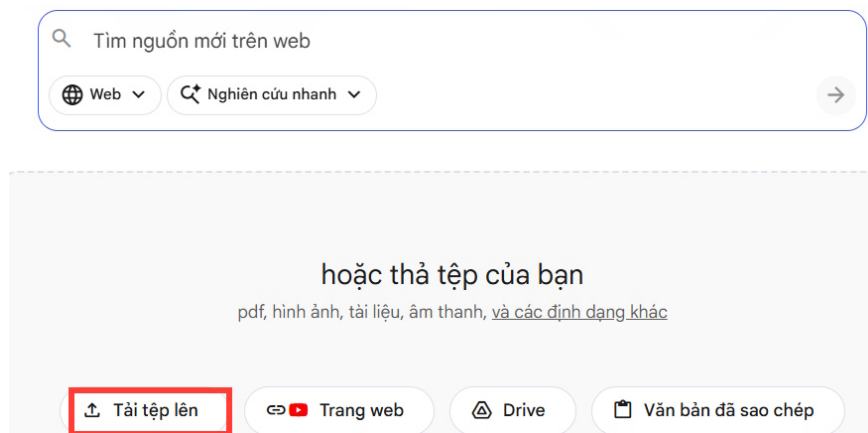 Tìm nguồn mới trên web
Web Nghiên cứu nhanh
hoặc thả tệp của bạn
pdf, hình ảnh, tài liệu, âm thanh, và các định dạng khác
Tải tệp lên Trang web Drive Văn bản đã sao chép